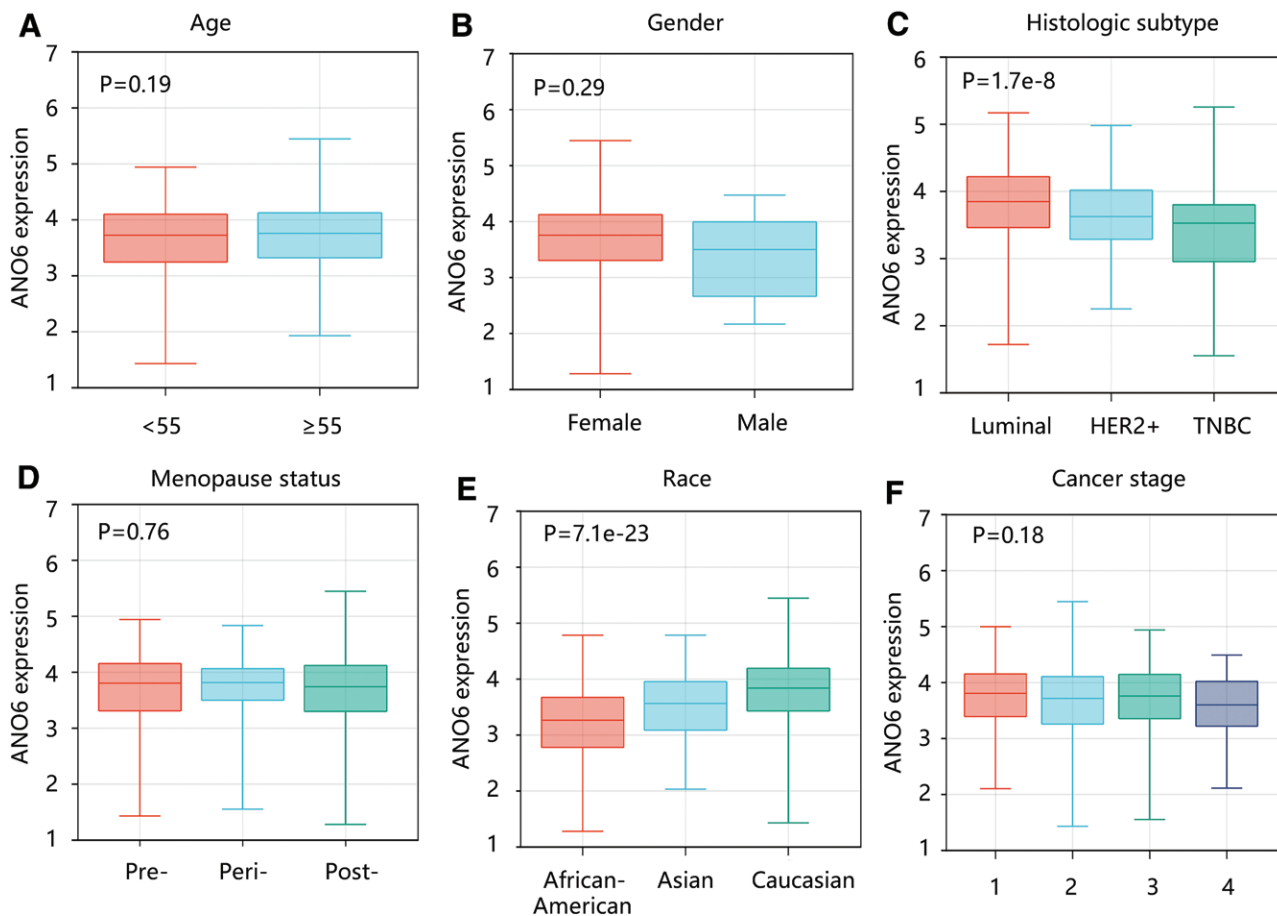 A
Age
7
6
5
4
3
2
1
ANO6 expression
P=0.19
<55
≥55
B
Gender
7
6
5
4
3
2
1
ANO6 expression
P=0.29
Female
Male
C
Histologic subtype
6
5
4
3
2
1
ANO6 expression
P=1.7e-8
Luminal
HER2+
TNBC
D
Menopause status
7
6
5
4
3
2
1
ANO6 expression
P=0.76
Pre-
Peri-
Post-
E
Race
7
6
5
4
3
2
1
ANO6 expression
P=7.1e-23
African-
American
Asian
Caucasian
F
Cancer stage
7
6
5
4
3
2
1
ANO6 expression
P=0.18
1
2
3
4